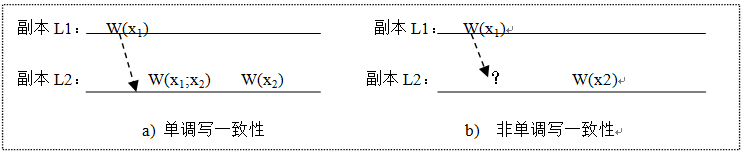 副本 L1： W(x₁) 副本 L1： W(x₁)↵
副本 L2： W(x₁;x₂) W(x₂) 副本 L2： ? W(x2)↵
a) 单调写一致性 b) 非单调写一致性↵